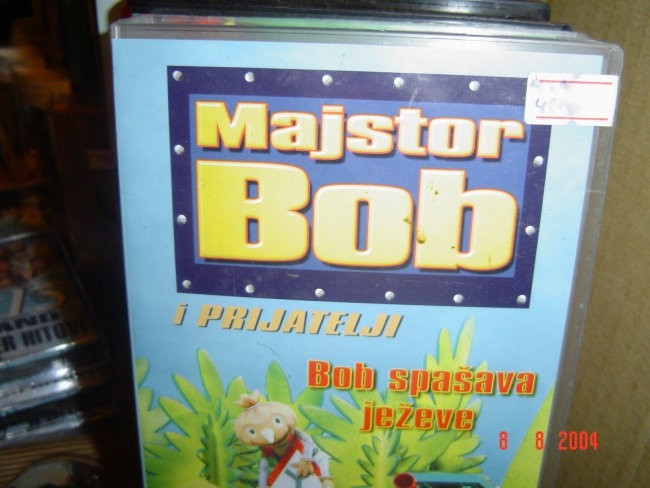 Majstor
Bob
i PRIJATELJI
Bob spašava
ježeve
8 8 2004